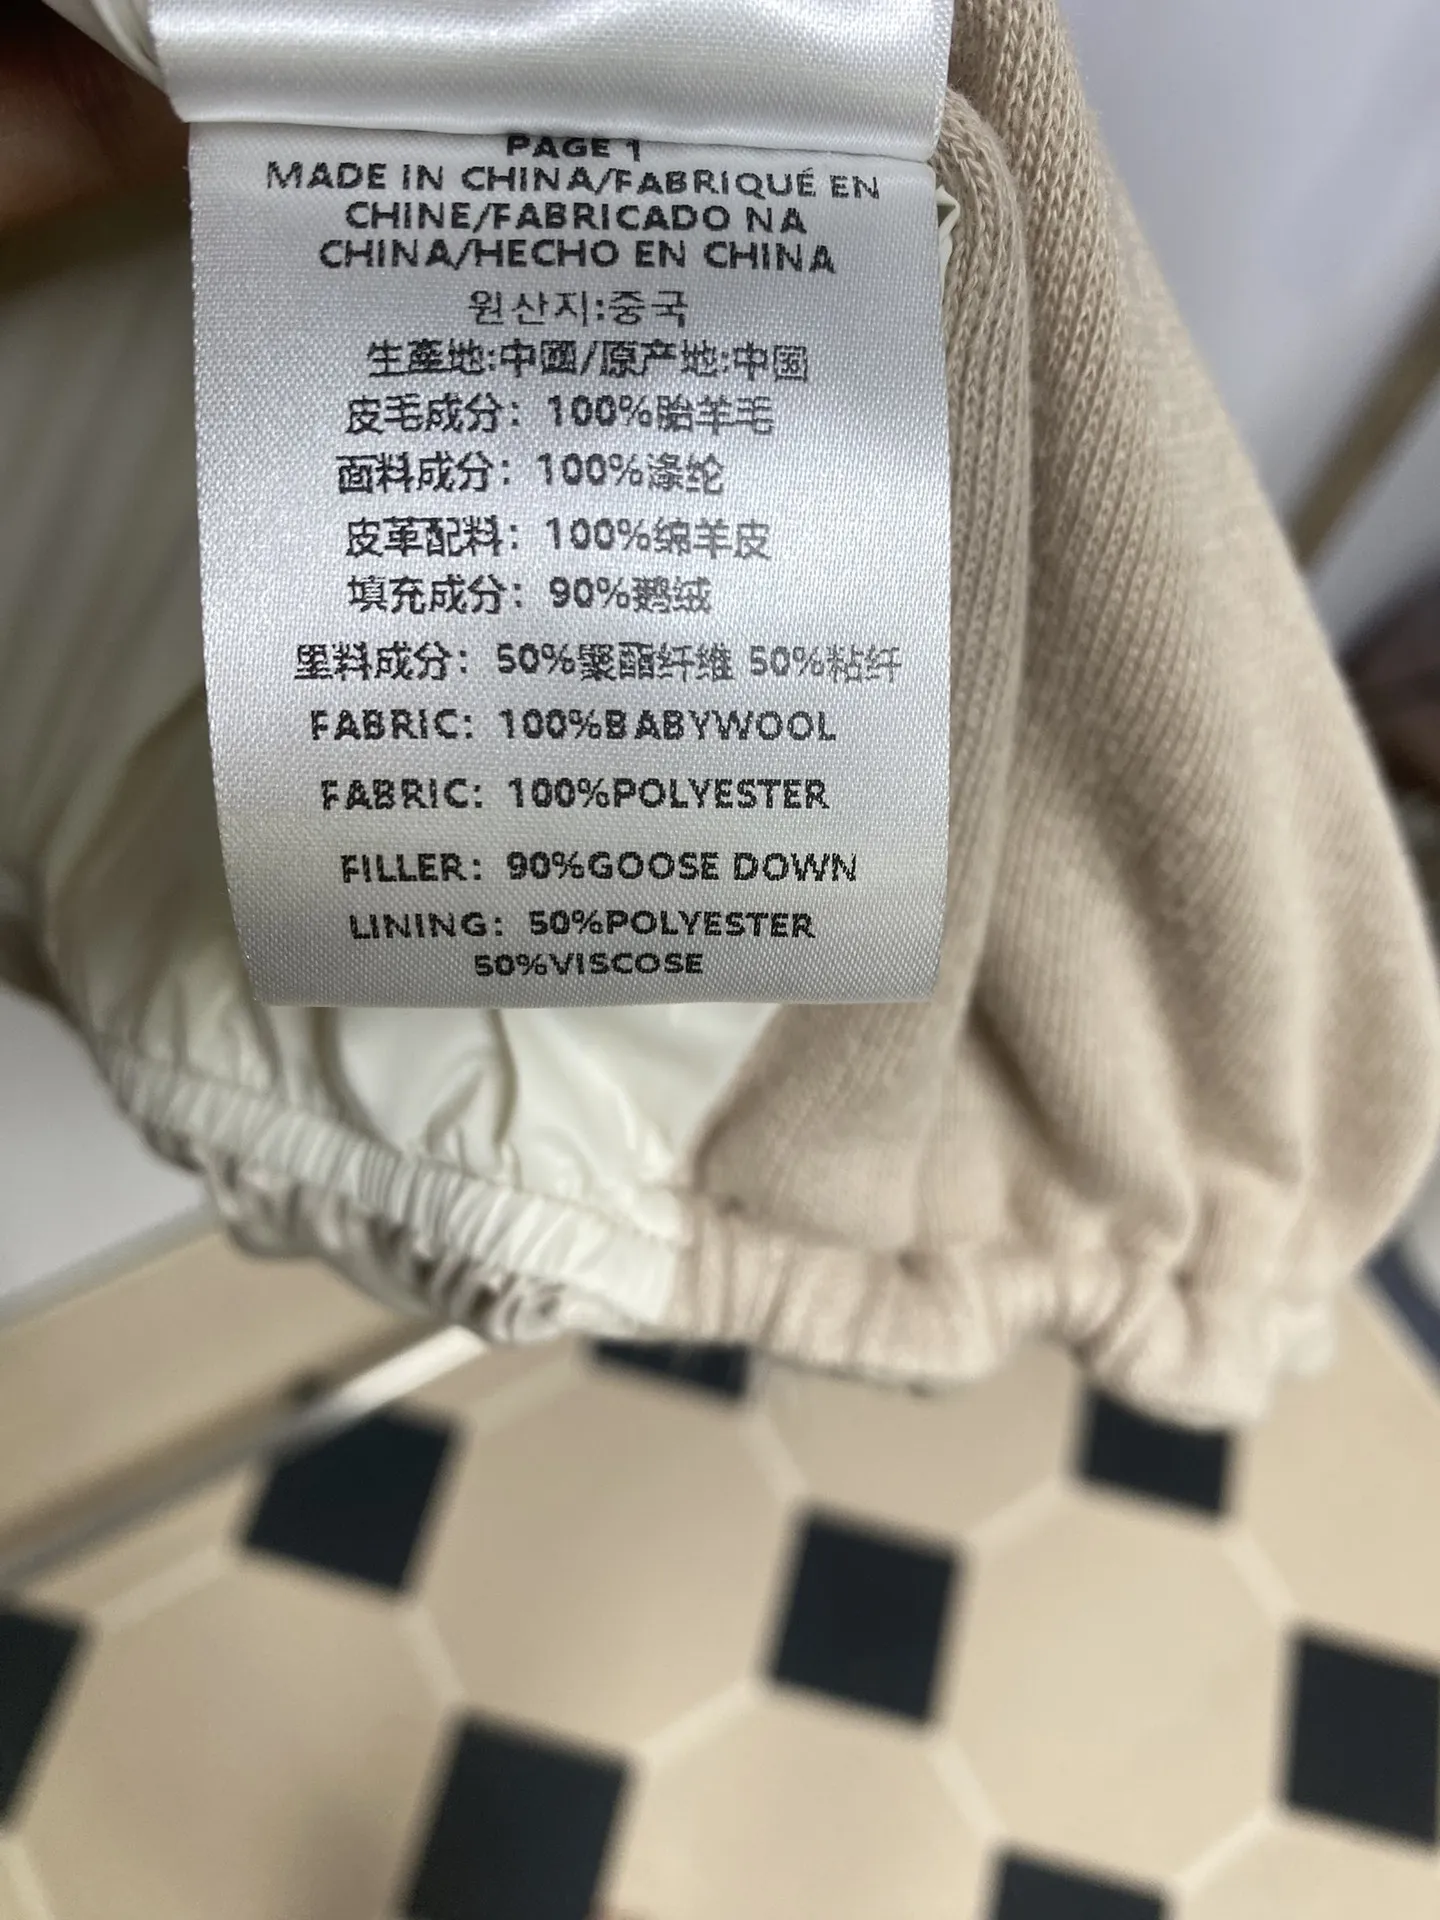 PAGE 1
MADE IN CHINA/FABRIQUÉ EN
CHINE/FABRICADO NA
CHINA/HECHO EN CHINA
원산지:중국
生産地:中國/原产地:中国
皮毛成分：100%胎羊毛
面料成分：100%涤纶
皮革配料：100%绵羊皮
填充成分：90%鹅绒
里料成分：50%聚酯纤维 50%粘纤
FABRIC: 100%BABYWOOL
FABRIC: 100%POLYESTER
FILLER: 90%GOOSE DOWN
LINING: 50%POLYESTER
50%VISCOSE